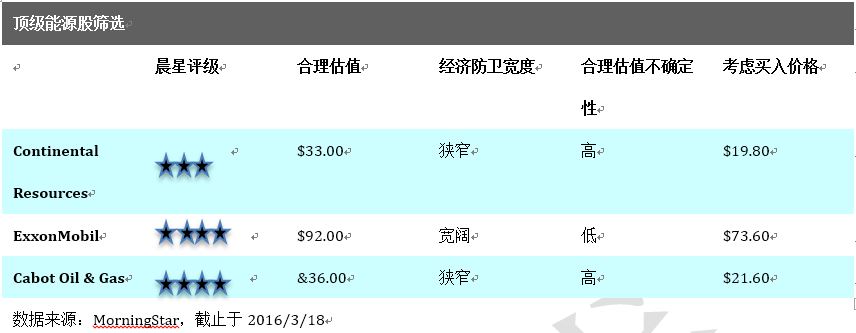 顶级能源股筛选
晨星评级 合理估值 经济防卫宽度 合理估值不确定 考虑买入价格
性
Continental $33.00 狭窄 高 $19.80
Resources
ExxonMobil $92.00 宽阔 低 $73.60
Cabot Oil & Gas &36.00 狭窄 高 $21.60
数据来源：MorningStar，截止于 2016/3/18